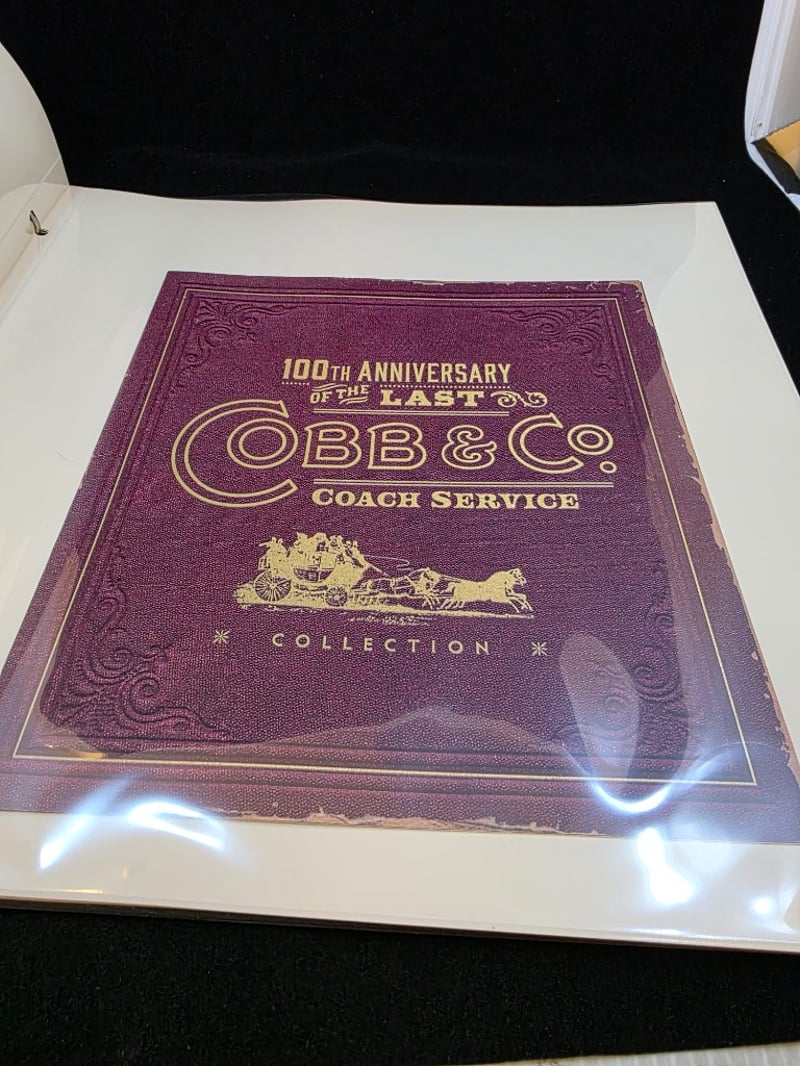 100TH ANNIVERSARY
OF THE LAST
COBB & CO.
COACH SERVICE
COLLECTION